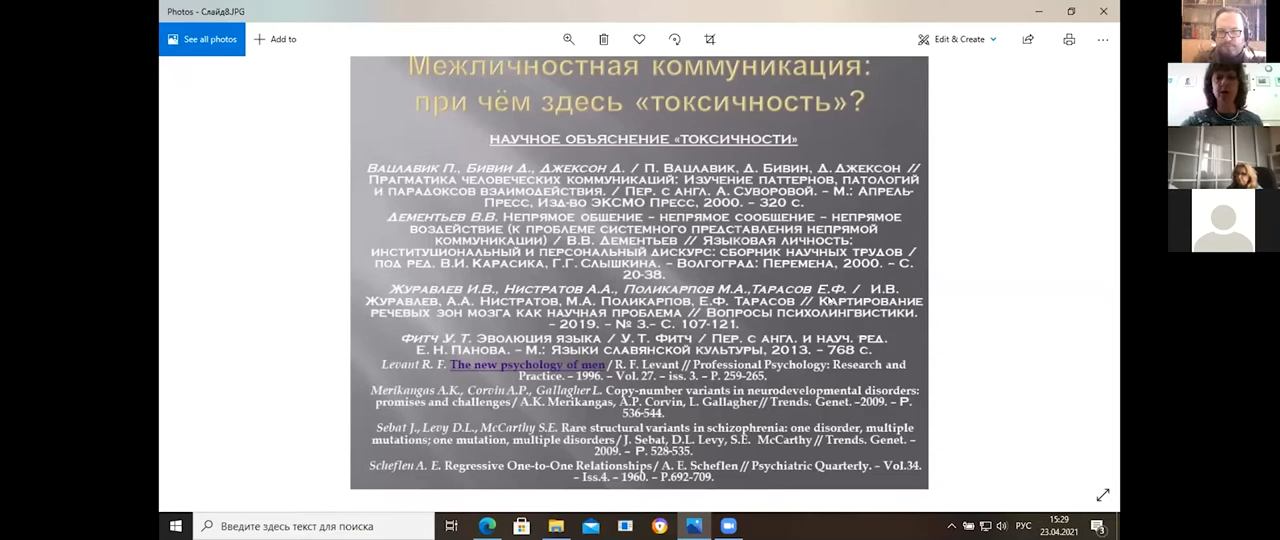 Photos - Слайд8.JPG
See all photos
Add to
Edit & Create
Межличностная коммуникация:
при чём здесь «токсичность»?
НАУЧНОЕ ОБЪЯСНЕНИЕ «ТОКСИЧНОСТИ»
Вацлавик П., Бивин Д., Джексон Д. / П. Вацлавик, Д. Бивин, Д. Джексон //
Прагматика человеческих коммуникаций: Изучение паттернов, патологий
и парадоксов взаимодействия. / Пер. с англ. А. Суворовой. – М.: Апрель-
Пресс, Изд-во ЭКСМО Пресс, 2000. – 320 с.
Дементьев В.В. Непрямое общение – непрямое сообщение – непрямое
воздействие (к проблеме системного представления непрямой
коммуникации) / В.В. Дементьев // Языковая личность:
институциональный и персональный дискурс: сборник научных трудов /
под ред. В.И. Карасика, Г.Г. Слышкина. – Волгоград: Перемена, 2000. – С.
20-38.
Журавлев И.В., Нистратов А.А., Поликарпов М.А.,Тарасов Е.Ф. / И.В.
Журавлев, А.А. Нистратов, М.А. Поликарпов, Е.Ф. Тарасов // Картирование
речевых зон мозга как научная проблема // Вопросы психолингвистики.
– 2019. – № 3.– С. 107-121.
Фитч У. Т. Эволюция языка / У. Т. Фитч / Пер. с англ. и науч. ред.
Е. Н. Панова. – М.: Языки славянской культуры, 2013. – 768 с.
Levant R. F. The new psychology of men / R. F. Levant // Professional Psychology: Research and
Practice. – 1996. – Vol. 27. – iss. 3. – P. 259-265.
Merikangas A.K., Corvin A.P., Gallagher L. Copy-number variants in neurodevelopmental disorders:
promises and challenges / A.K. Merikangas, A.P. Corvin, L. Gallagher // Trends. Genet. –2009. – P.
536-544.
Sebat J., Levy D.L., McCarthy S.E. Rare structural variants in schizophrenia: one disorder, multiple
mutations; one mutation, multiple disorders / J. Sebat, D.L. Levy, S.E. McCarthy // Trends. Genet. –
2009. – P. 528-535.
Scheflen A. E. Regressive One-to-One Relationships / A. E. Scheflen // Psychiatric Quarterly. – Vol.34.
– Iss.4. – 1960. – P.692-709.
Введите здесь текст для поиска
РУС
15:29
23.04.2021
3